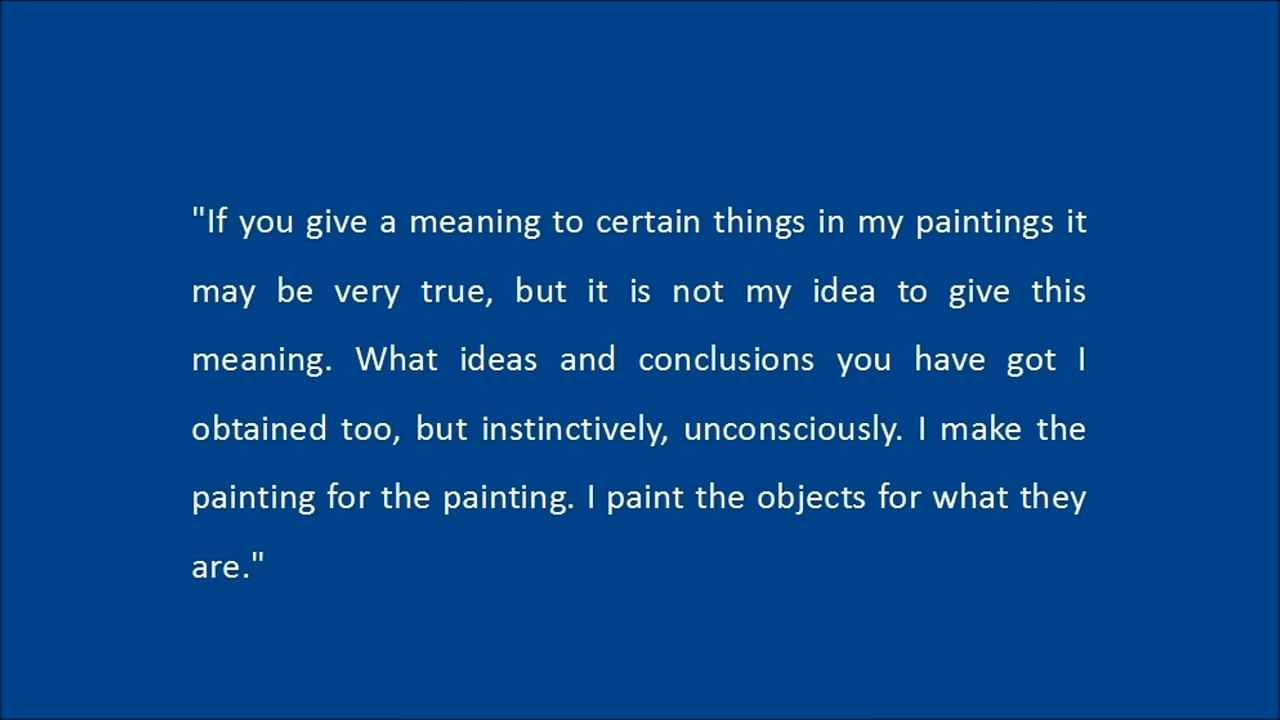 "If you give a meaning to certain things in my paintings it
may be very true, but it is not my idea to give this
meaning. What ideas and conclusions you have got I
obtained too, but instinctively, unconsciously. I make the
painting for the painting. I paint the objects for what they
are."